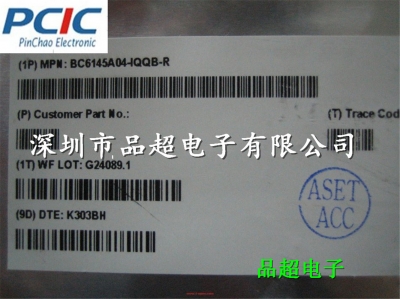 PCIC
PinChao Electronic
(1P) MPN: BC6145A04-IQQB-R
(P) Customer Part No.:
(T) Trace Cod
深圳市品超电子有限公司
(1T) WF LOT: G24089.1
ASET
ACC
(9D) DTE: K303BH
品超电子